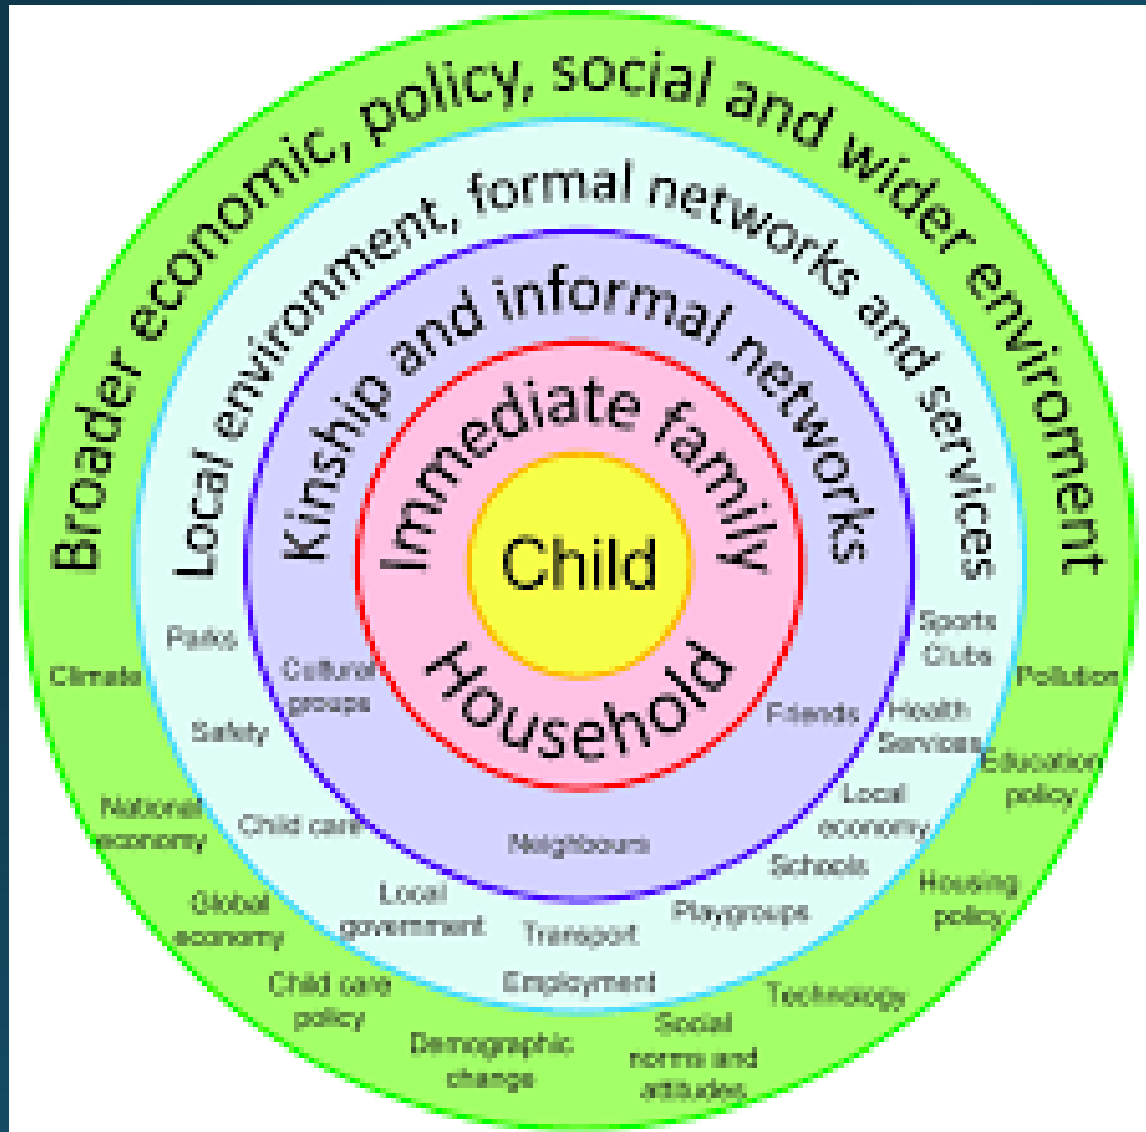 Broader economic, policy, social and wider enviroment
Local environment, formal networks and services
Kinship and informal networks
Immediate family
Child
Household
Parks
Climate
Safety
Cultural
groups
National
economy
Child care
Global
economy
Local
government
Child care
policy
Demographic
change
Neighbours
Transport
Employment
Social
norms and
attitudes
Playgroups
Technology
Schools
Local
economy
Friends
Health
Services
Sports
Clubs
Pollution
Education
policy
Housing
policy